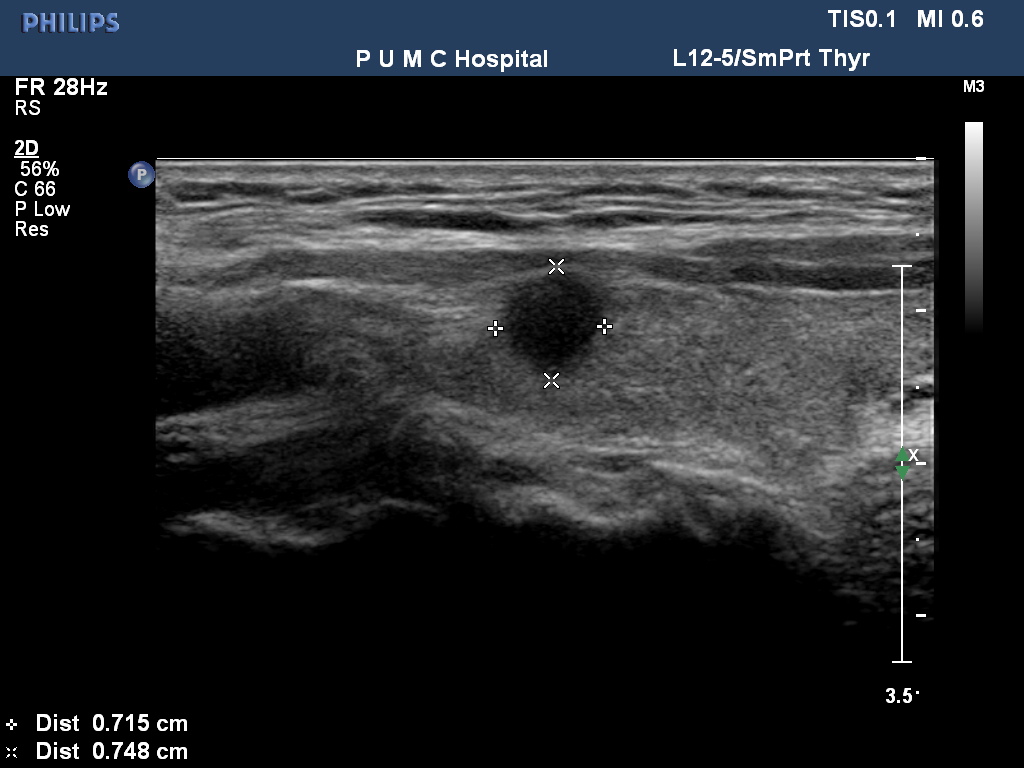 PHILIPS
TIS0.1 MI 0.6
P U M C Hospital
L12-5/SmPrt Thyr
FR 28Hz
RS
M3
2D
56%
C 66
P Low
Res
P
X
3.5
Dist 0.715 cm
Dist 0.748 cm